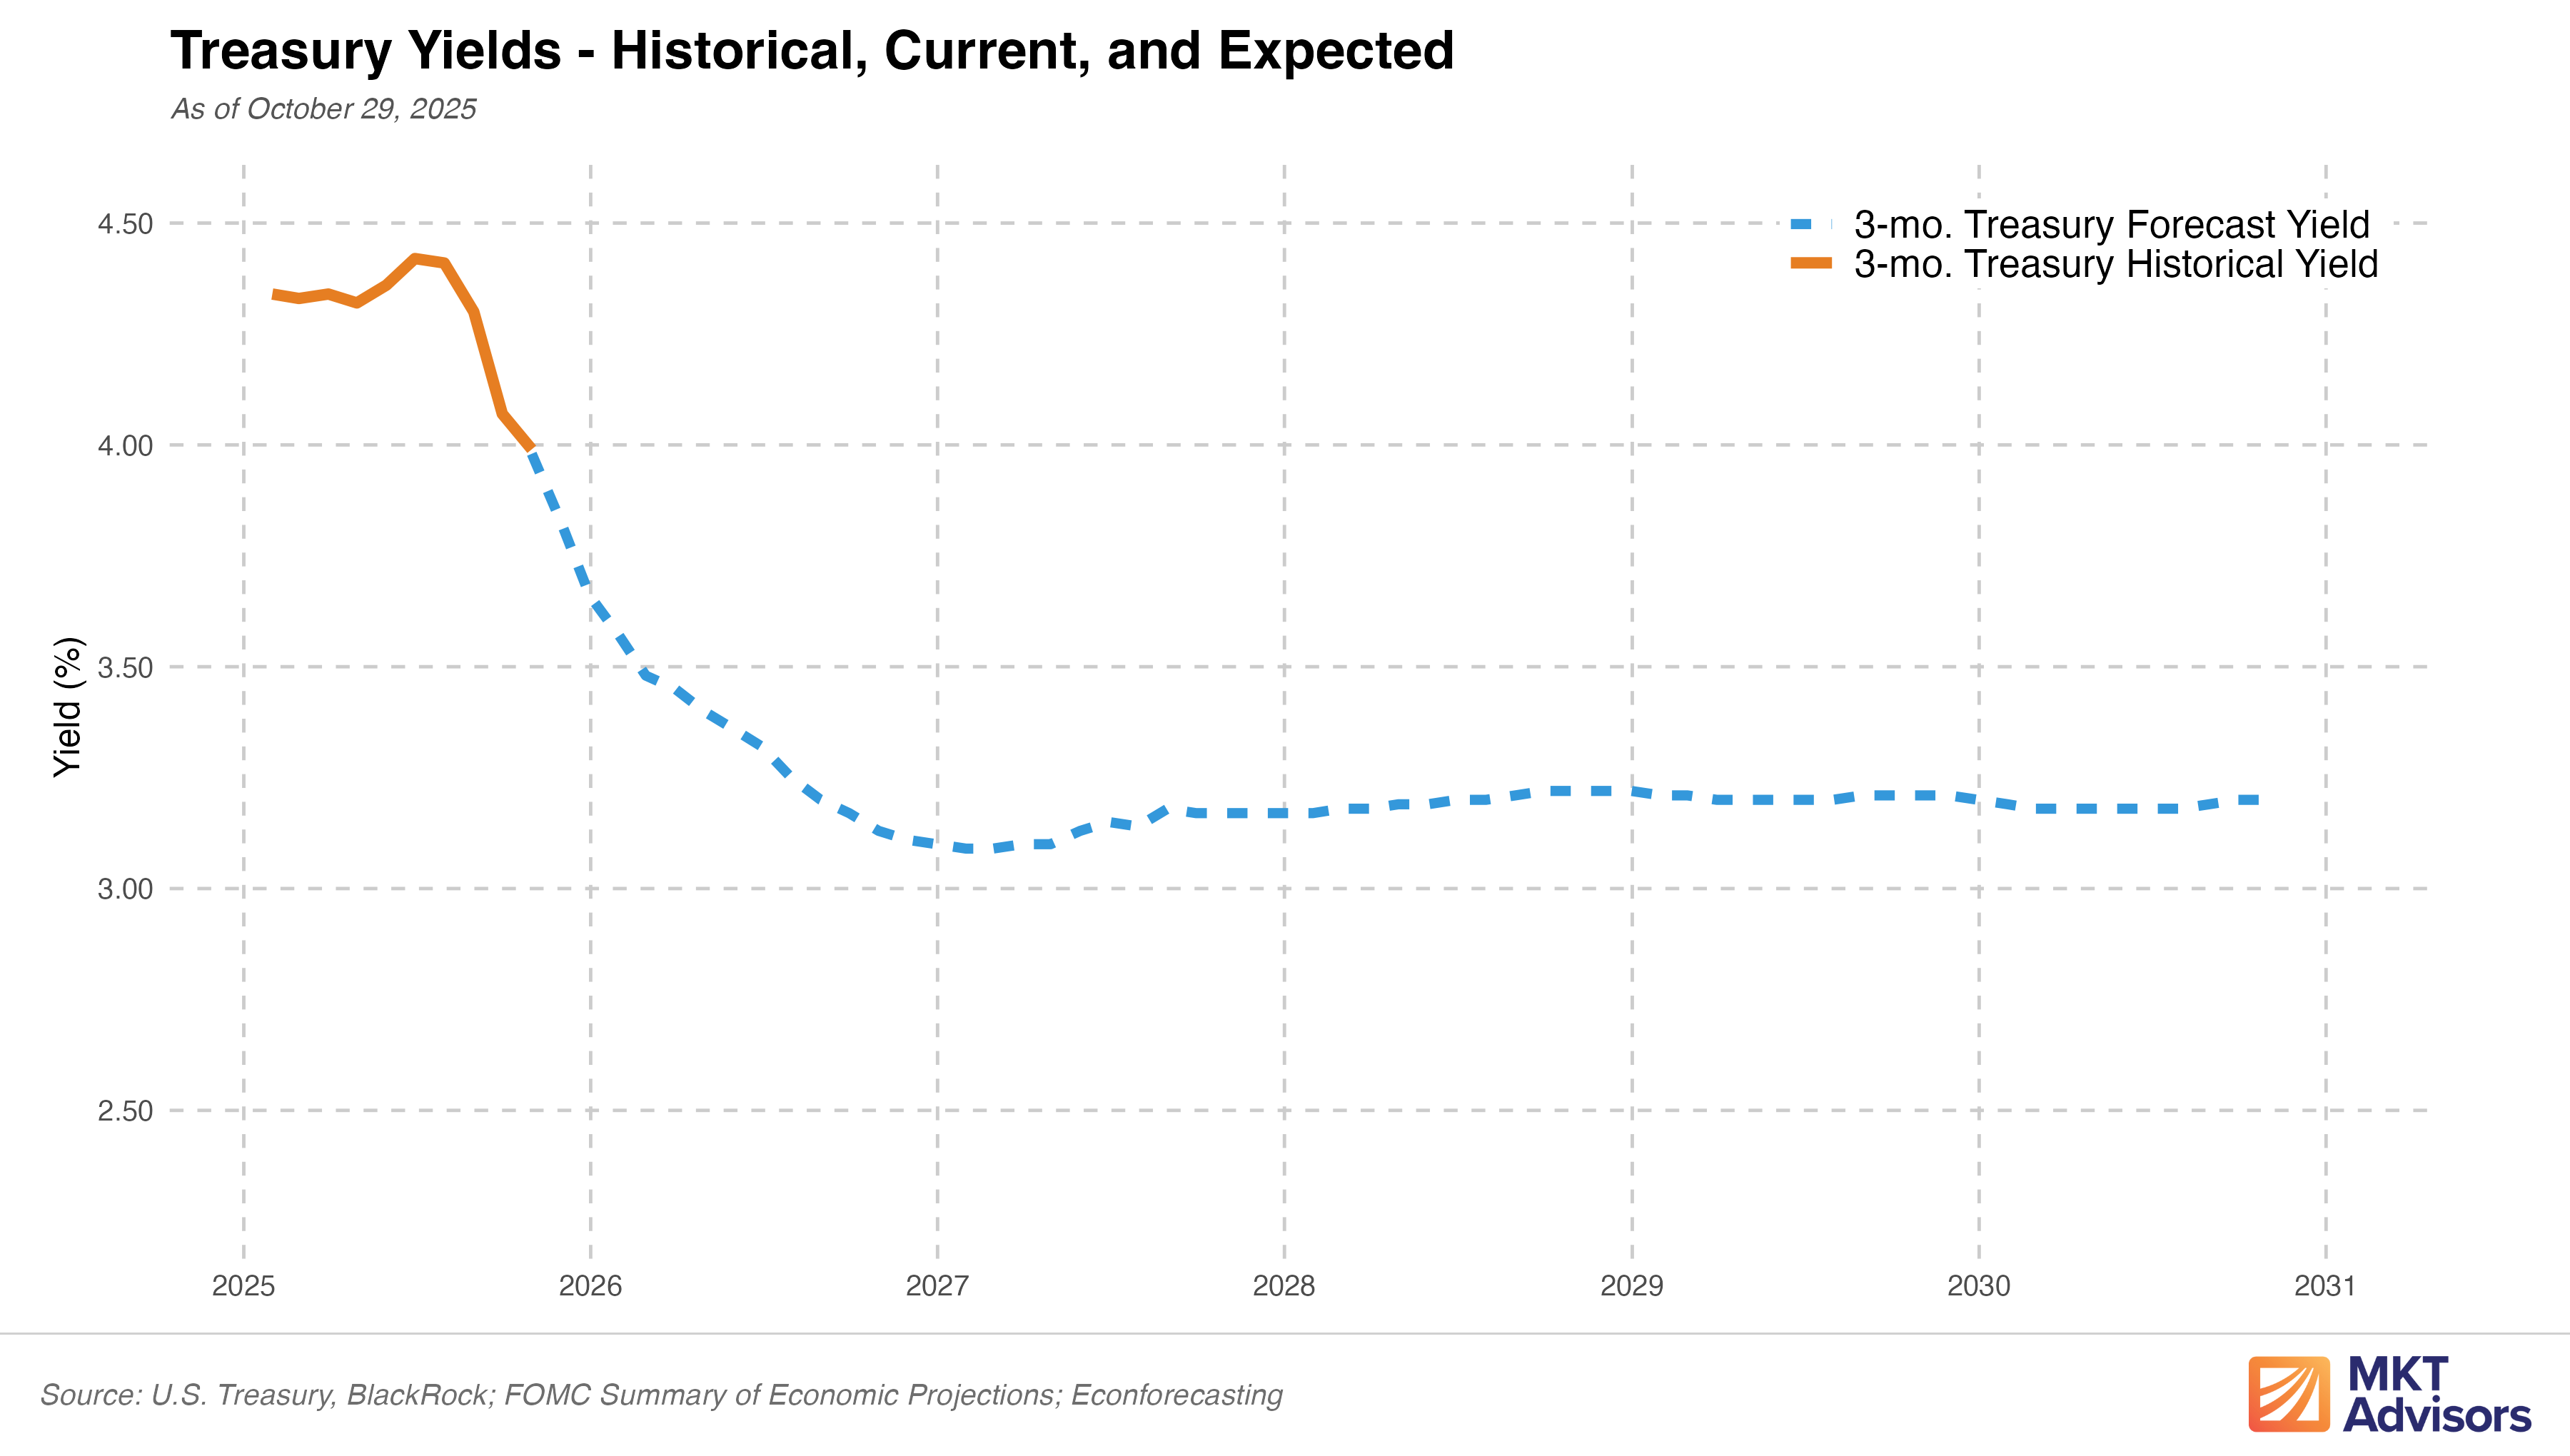 Treasury Yields - Historical, Current, and Expected
As of October 29, 2025
3-mo. Treasury Forecast Yield
3-mo. Treasury Historical Yield
Yield (%)
4.50
4.00
3.50
3.00
2.50
2025
2026
2027
2028
2029
2030
2031
Source: U.S. Treasury, BlackRock; FOMC Summary of Economic Projections; Econforecasting
MKT
Advisors